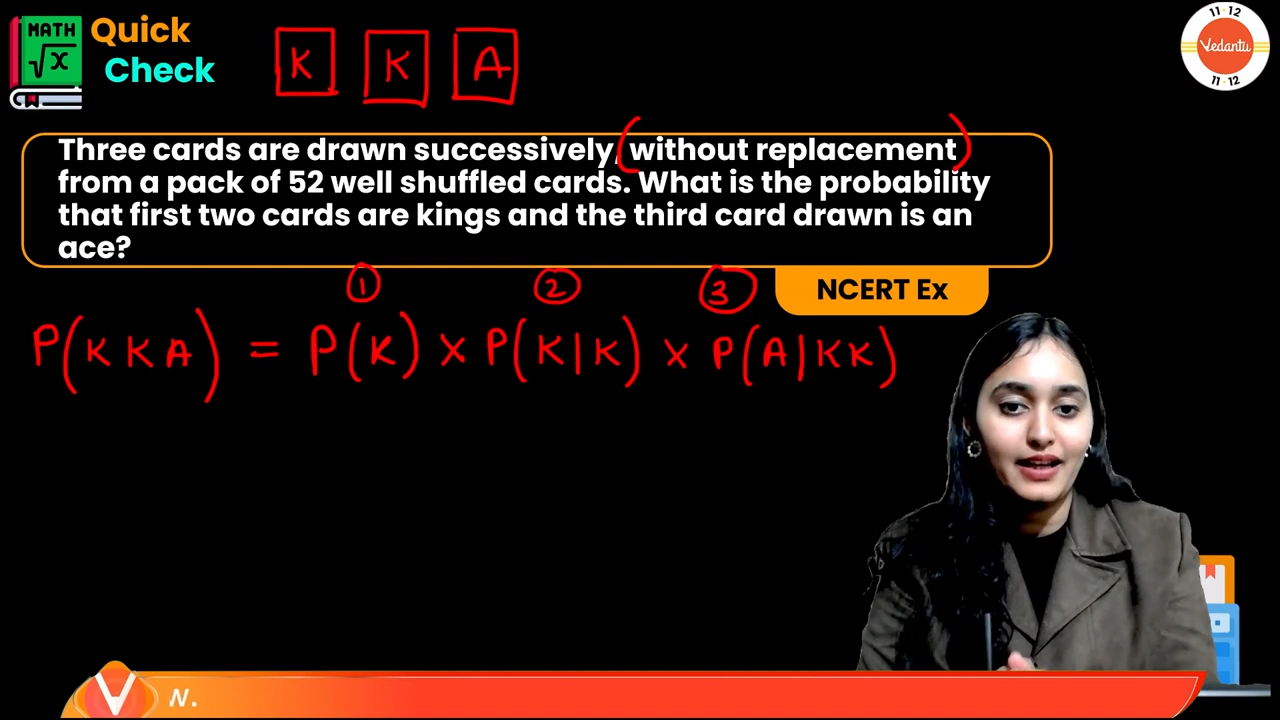 MATH
√x
Quick
Check
K K A
11·12
Vedantu
11·12
Three cards are drawn successively, (without replacement)
from a pack of 52 well shuffled cards. What is the probability
that first two cards are kings and the third card drawn is an
ace?
NCERT Ex
① ② ③
P(K K A) = P(K) × P(K|K) × P(A|KK)
V N.